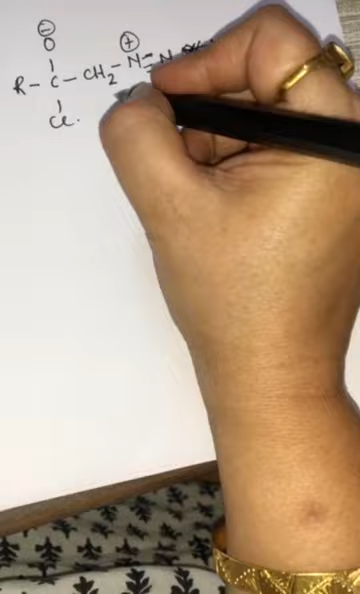 ⊖
O
R - C - CH₂ - N⊕ ≡ N
Cl.